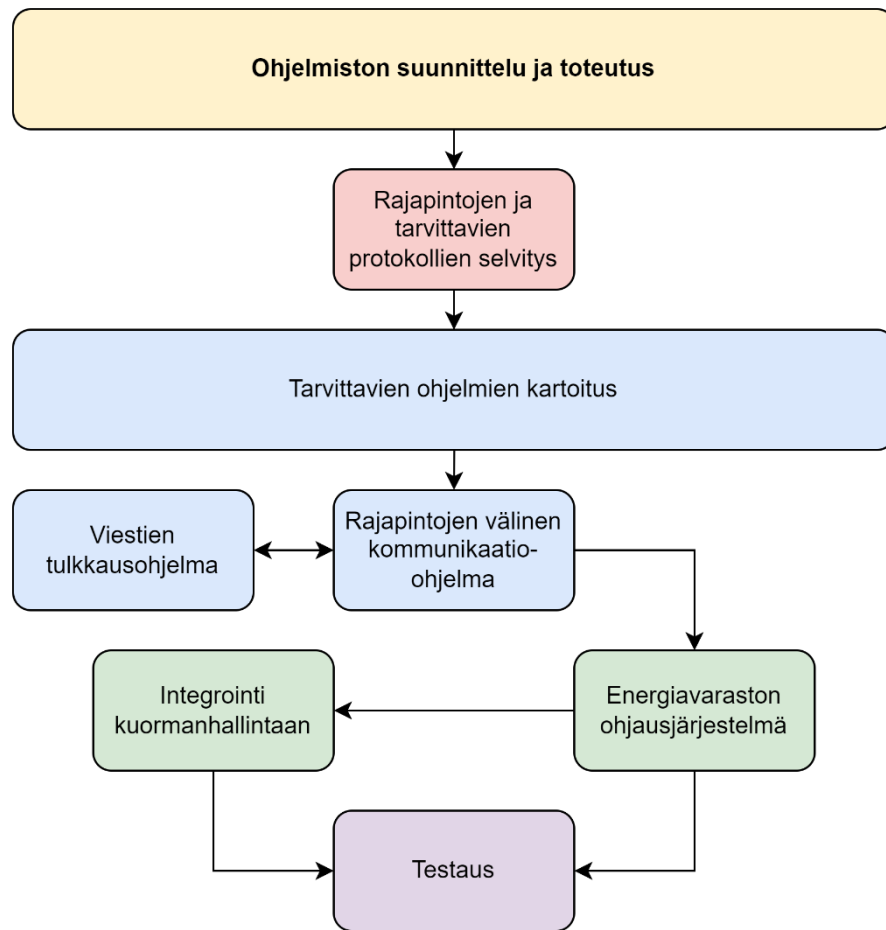 Ohjelmiston suunnittelu ja toteutus
Rajapintojen ja
tarvittavien
protokollien selvitys
Tarvittavien ohjelmien kartoitus
Viestien
tulkkausohjelma
Rajapintojen välinen
kommunikaatio-
ohjelma
Integrointi
kuormanhallintaan
Energiavaraston
ohjausjärjestelmä
Testaus